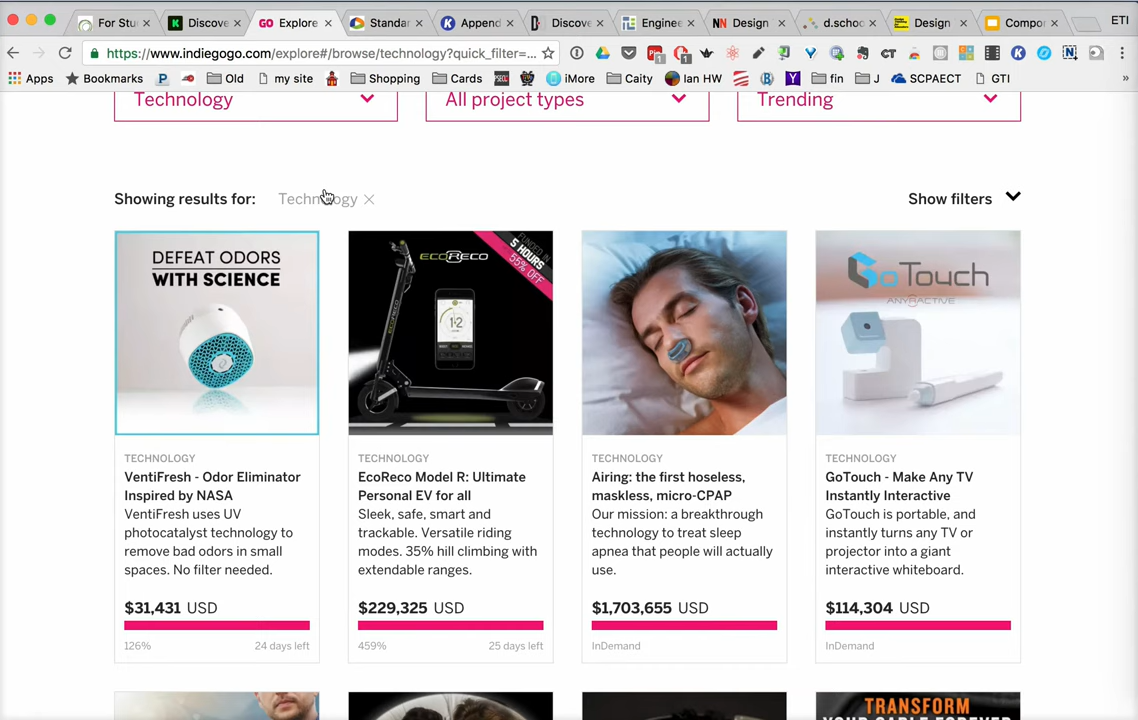 For Stu
Discove
GO Explore
Standar
Append
Discove
Engine
NN Design
d.schoo
Design
Compor
ETI
https://www.indiegogo.com/explore#/browse/technology?quick_filter=...
Apps
Bookmarks
Old
my site
Shopping
Cards
iMore
Caity
Ian HW
fin
J
SCPAECT
GTI
»
Technology
All project types
Trending
Showing results for:
Technology
Show filters
DEFEAT ODORS
WITH SCIENCE
ECORECO
FUNDED IN
5 HOURS
55% OFF
GoTouch
ANYRACTIVE
TECHNOLOGY
VentiFresh - Odor Eliminator
Inspired by NASA
VentiFresh uses UV
photocatalyst technology to
remove bad odors in small
spaces. No filter needed.
$31,431 USD
126%
24 days left
TECHNOLOGY
EcoReco Model R: Ultimate
Personal EV for all
Sleek, safe, smart and
trackable. Versatile riding
modes. 35% hill climbing with
extendable ranges.
$229,325 USD
459%
25 days left
TECHNOLOGY
Airing: the first hoseless,
maskless, micro-CPAP
Our mission: a breakthrough
technology to treat sleep
apnea that people will actually
use.
$1,703,655 USD
InDemand
TECHNOLOGY
GoTouch - Make Any TV
Instantly Interactive
GoTouch is portable, and
instantly turns any TV or
projector into a giant
interactive whiteboard.
$114,304 USD
InDemand
TRANSFORM
YOUR CABLE FOREVER